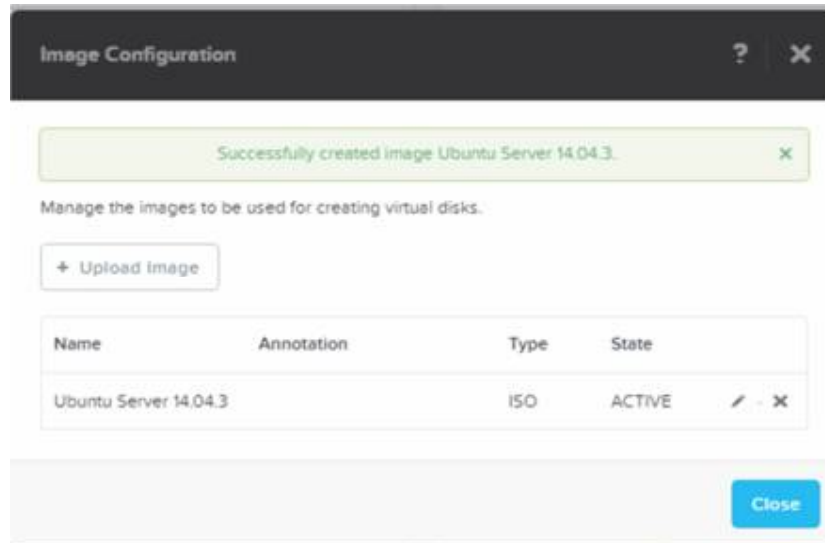 Image Configuration ? ×
Successfully created image Ubuntu Server 14.04.3. ×
Manage the images to be used for creating virtual disks.
+ Upload Image
Name Annotation Type State
Ubuntu Server 14.04.3 ISO ACTIVE
Close